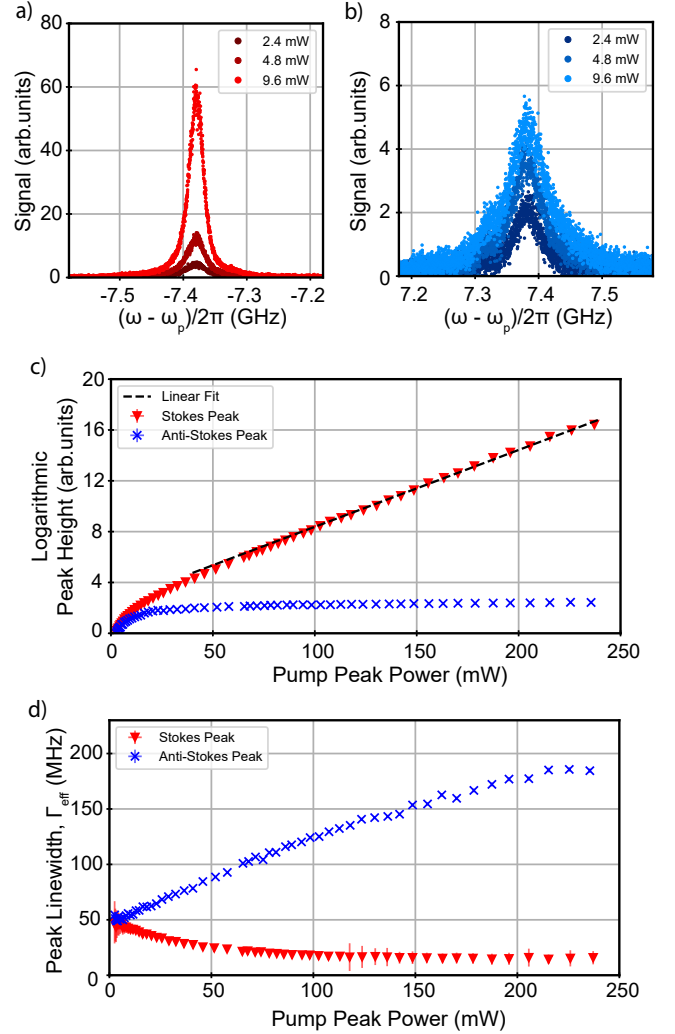 a)
80
60
40
20
0
Signal (arb.units)
2.4 mW
4.8 mW
9.6 mW
-7.5
-7.4
-7.3
-7.2
(ω - ωp)/2π (GHz)
b)
8
6
4
2
0
Signal (arb.units)
2.4 mW
4.8 mW
9.6 mW
7.2
7.3
7.4
7.5
(ω - ωp)/2π (GHz)
c)
20
16
12
8
4
0
Logarithmic
Peak Height (arb.units)
Linear Fit
Stokes Peak
Anti-Stokes Peak
0
50
100
150
200
250
Pump Peak Power (mW)
d)
200
150
100
50
0
Peak Linewidth, Γeff (MHz)
Stokes Peak
Anti-Stokes Peak
0
50
100
150
200
250
Pump Peak Power (mW)